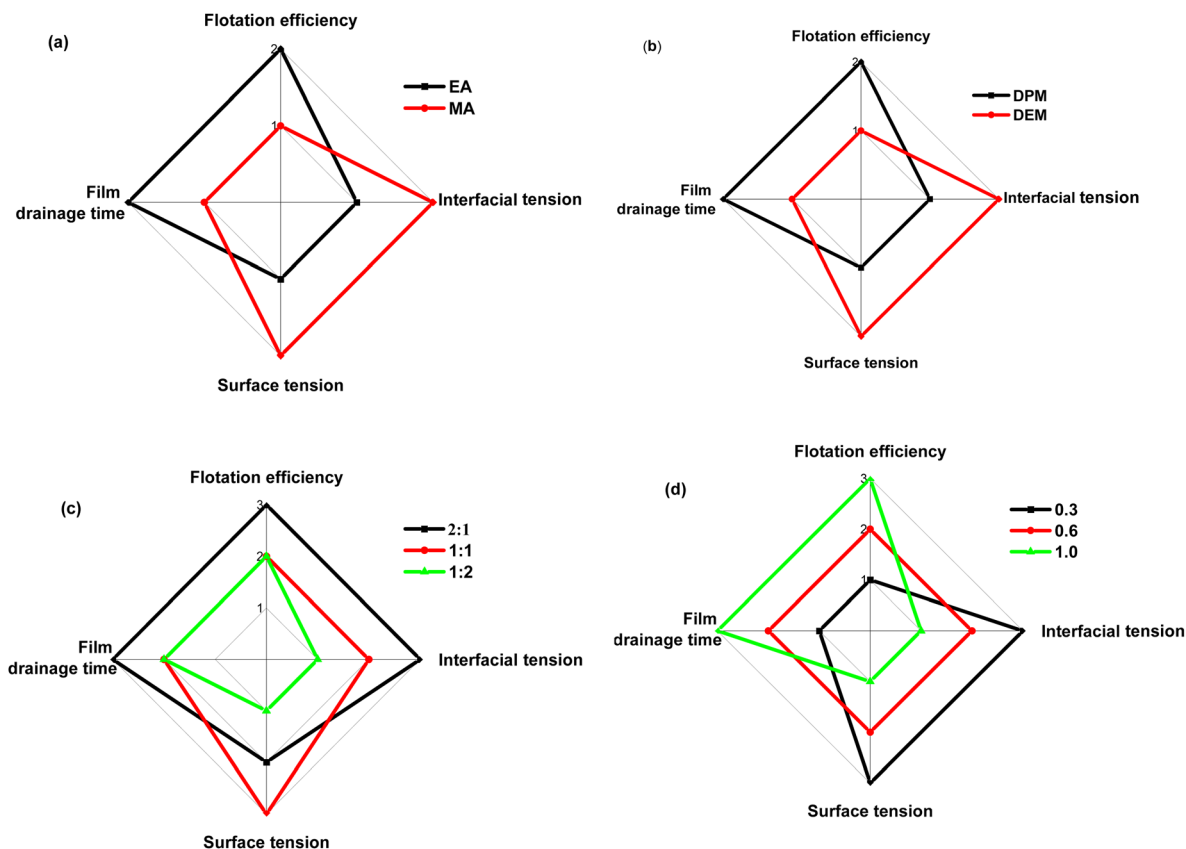 (a)
Flotation efficiency
2
1
EA
MA
Film
drainage time
Interfacial tension
Surface tension
(b)
Flotation efficiency
2
1
DPM
DEM
Film
drainage time
Interfacial tension
Surface tension
(c)
Flotation efficiency
3
2
1
2:1
1:1
1:2
Film
drainage time
Interfacial tension
Surface tension
(d)
Flotation efficiency
3
2
1
0.3
0.6
1.0
Film
drainage time
Interfacial tension
Surface tension